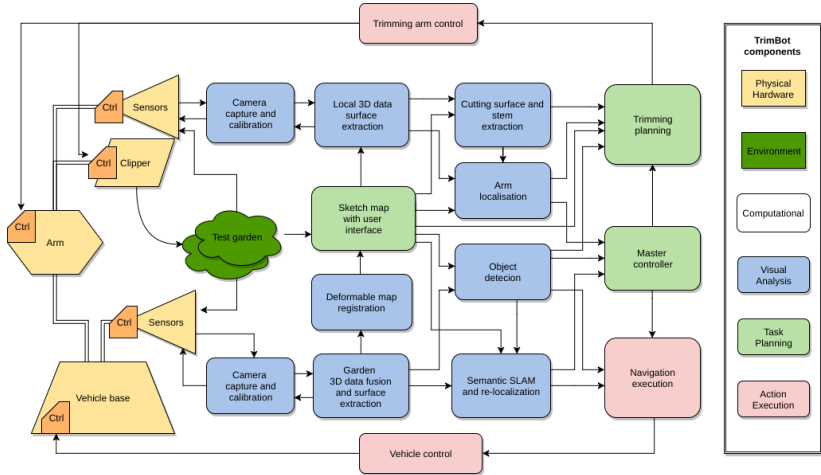 Trimming arm control
TrimBot
components
Ctrl
Sensors
Camera
capture and
calibration
Local 3D data
surface
extraction
Cutting surface and
stem
extraction
Trimming
planning
Physical
Hardware
Ctrl
Clipper
Environment
Arm
localisation
Sketch map
with user
interface
Computational
Ctrl
Arm
Test garden
Object
detecion
Master
controller
Visual
Analysis
Ctrl
Sensors
Deformable map
registration
Task
Planning
Camera
capture and
calibration
Garden
3D data fusion
and surface
extraction
Semantic SLAM
and re-localization
Navigation
execution
Action
Execution
Vehicle base
Ctrl
Vehicle control